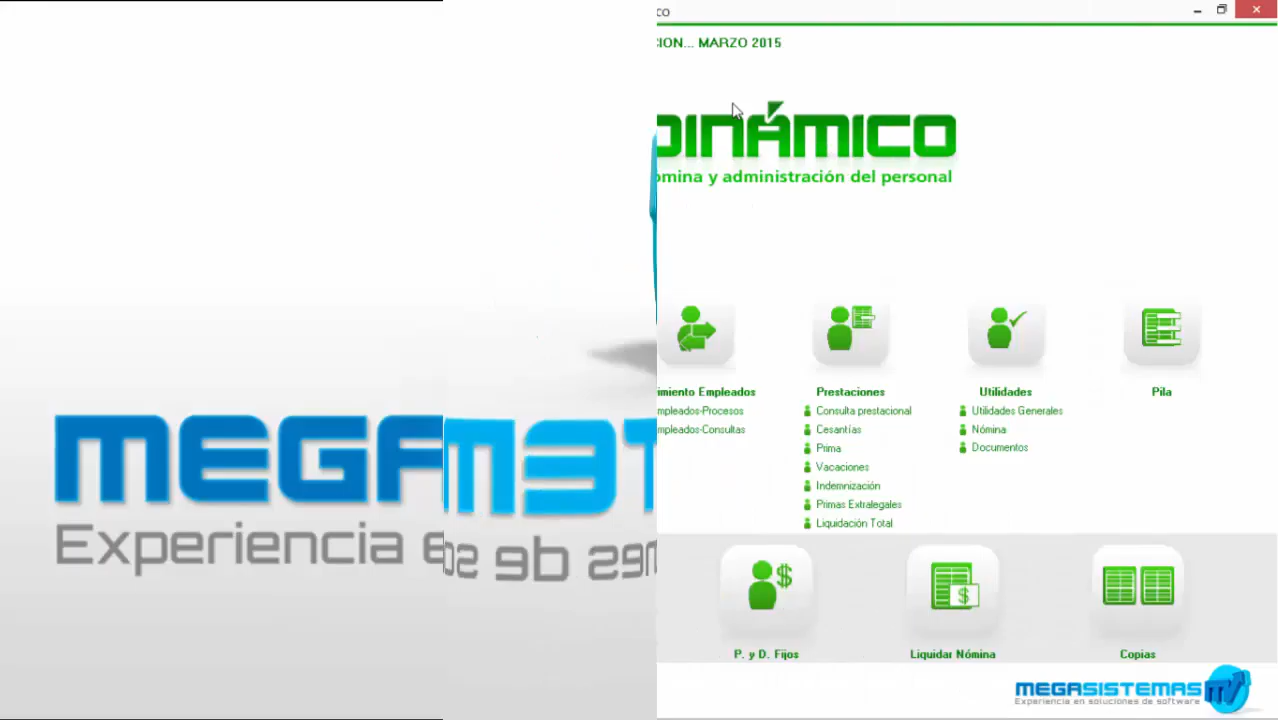 CO
CION... MARZO 2015
DINÁMICO
omina y administración del personal
imiento Empleados
mpleados-Procesos
mpleados-Consultas
Prestaciones
Consulta prestacional
Cesantías
Prima
Vacaciones
Indemnización
Primas Extralegales
Liquidación Total
Utilidades
Utilidades Generales
Nómina
Documentos
Pila
MEGA
Experiencia e
P. y D. Fijos
Liquidar Nómina
Copias
MEGASISTEMAS
Experiencia en soluciones de software